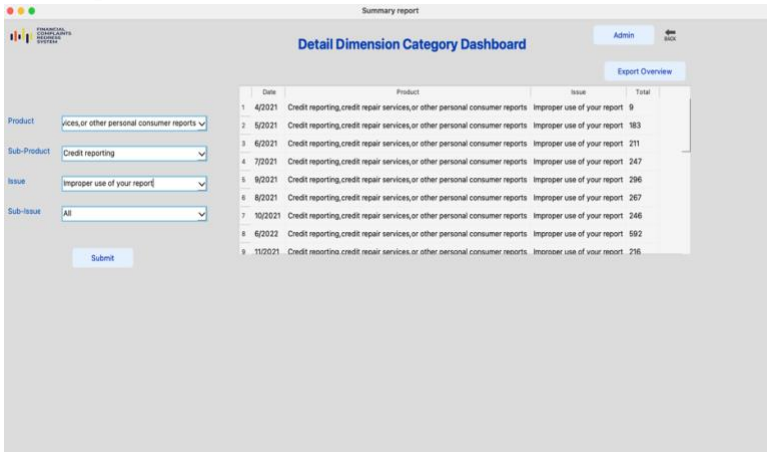 Summary report
FINANCIAL
COMPLAINTS
REDRESS
SYSTEM
Detail Dimension Category Dashboard
Admin
BACK
Export Overview
Product
vices,or other personal consumer reports
Sub-Product
Credit reporting
Issue
Improper use of your report
Sub-Issue
All
Submit
Date Product Issue Total
1 4/2021 Credit reporting,credit repair services,or other personal consumer reports Improper use of your report 9
2 5/2021 Credit reporting,credit repair services,or other personal consumer reports Improper use of your report 183
3 6/2021 Credit reporting,credit repair services,or other personal consumer reports Improper use of your report 211
4 7/2021 Credit reporting,credit repair services,or other personal consumer reports Improper use of your report 247
5 9/2021 Credit reporting,credit repair services,or other personal consumer reports Improper use of your report 296
6 8/2021 Credit reporting,credit repair services,or other personal consumer reports Improper use of your report 267
7 10/2021 Credit reporting,credit repair services,or other personal consumer reports Improper use of your report 246
8 6/2022 Credit reporting,credit repair services,or other personal consumer reports Improper use of your report 592
9 11/2021 Credit reporting,credit repair services,or other personal consumer reports Improper use of your report 216